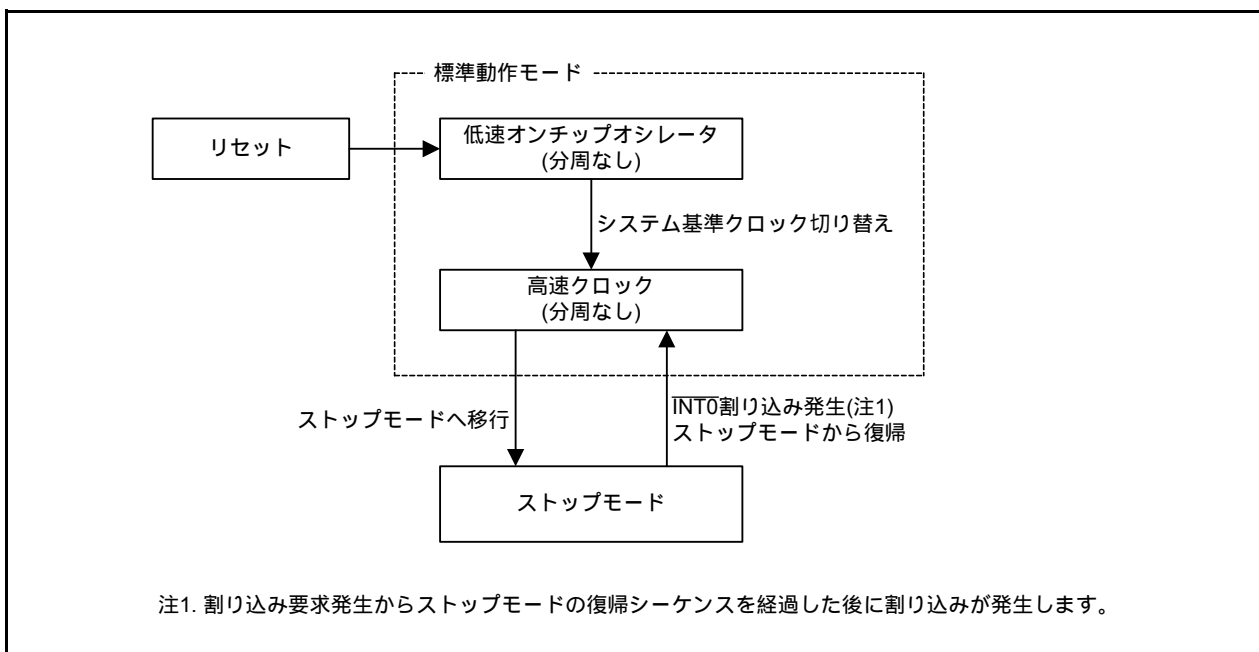 標準動作モード
リセット
低速オンチップオシレータ
(分周なし)
システム基準クロック切り替え
高速クロック
(分周なし)
ストップモードへ移行
INT0割り込み発生(注1)
ストップモードから復帰
ストップモード
注1. 割り込み要求発生からストップモードの復帰シーケンスを経過した後に割り込みが発生します。